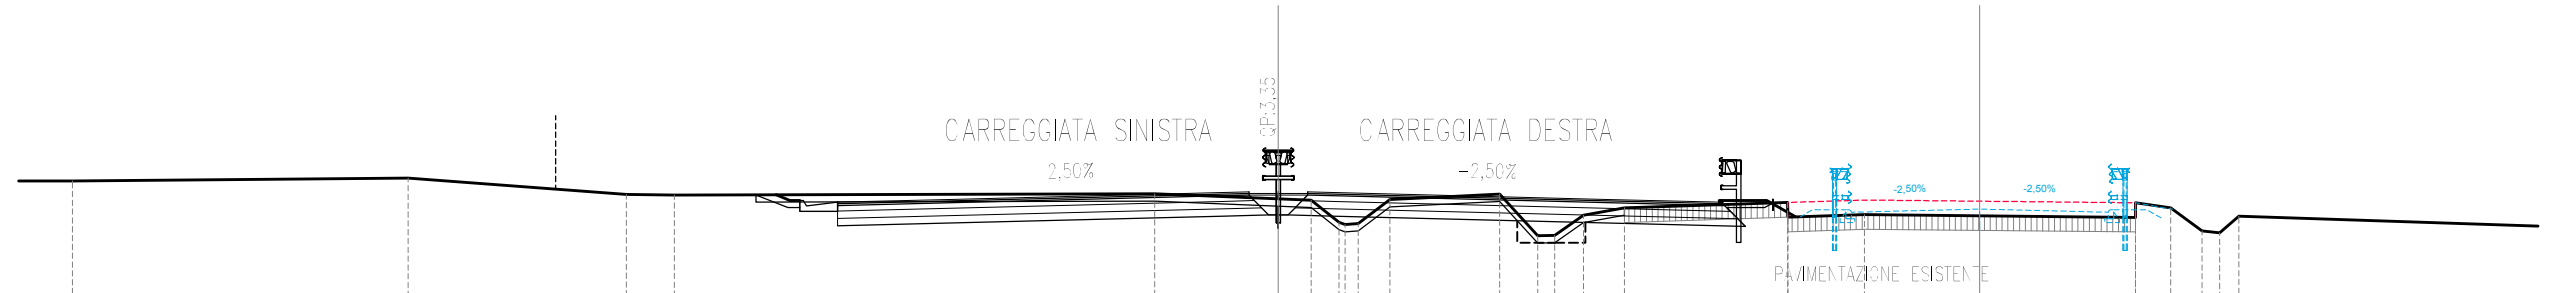 QP:3,35
CARREGGIATA SINISTRA
CARREGGIATA DESTRA
2,50%
-2,50%
-2,50%
-2,50%
PAVIMENTAZIONE ESISTENTE